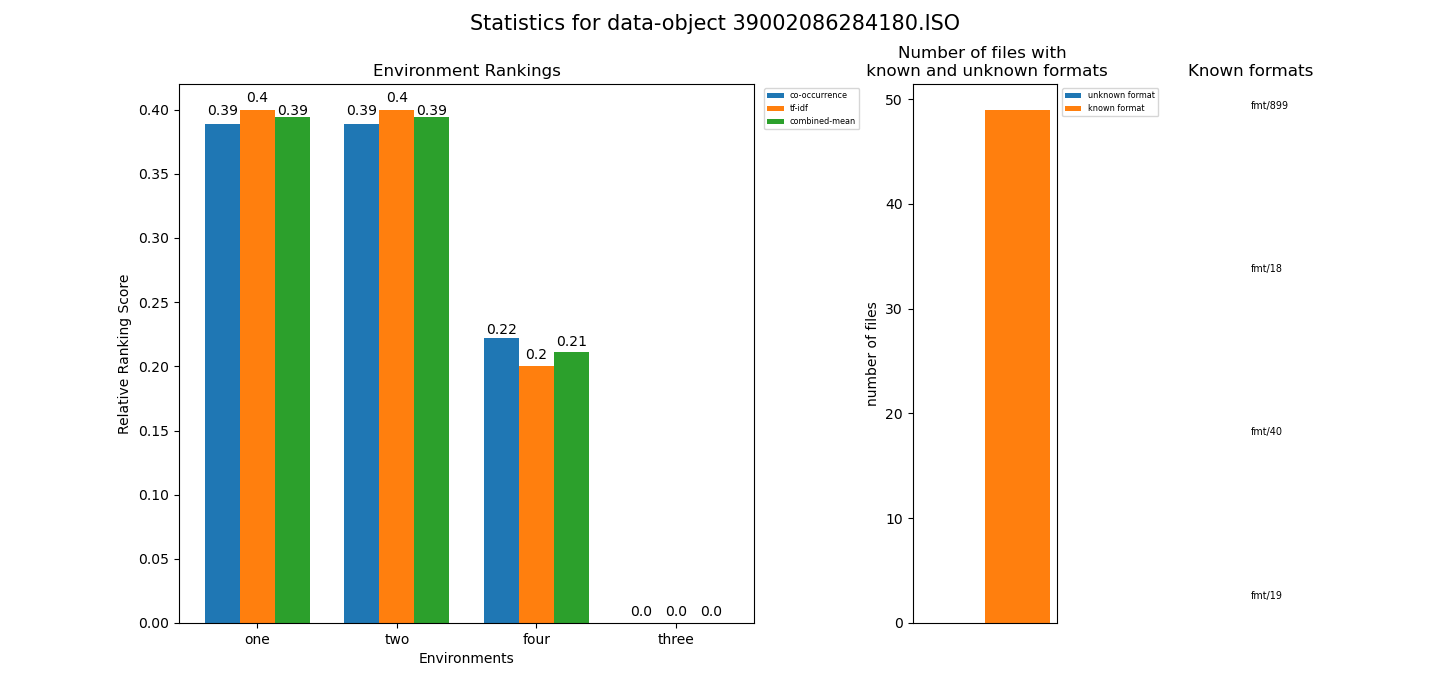 Statistics for data-object 39002086284180.ISO
Environment Rankings
Relative Ranking Score
0.40
0.35
0.30
0.25
0.20
0.15
0.10
0.05
0.00
0.39 0.4 0.39 0.39 0.4 0.39
0.22 0.2 0.21
0.0 0.0 0.0
one two four three
Environments
co-occurrence
tf-idf
combined-mean
Number of files with
known and unknown formats
number of files
50
40
30
20
10
0
unknown format
known format
Known formats
fmt/899
fmt/18
fmt/40
fmt/19